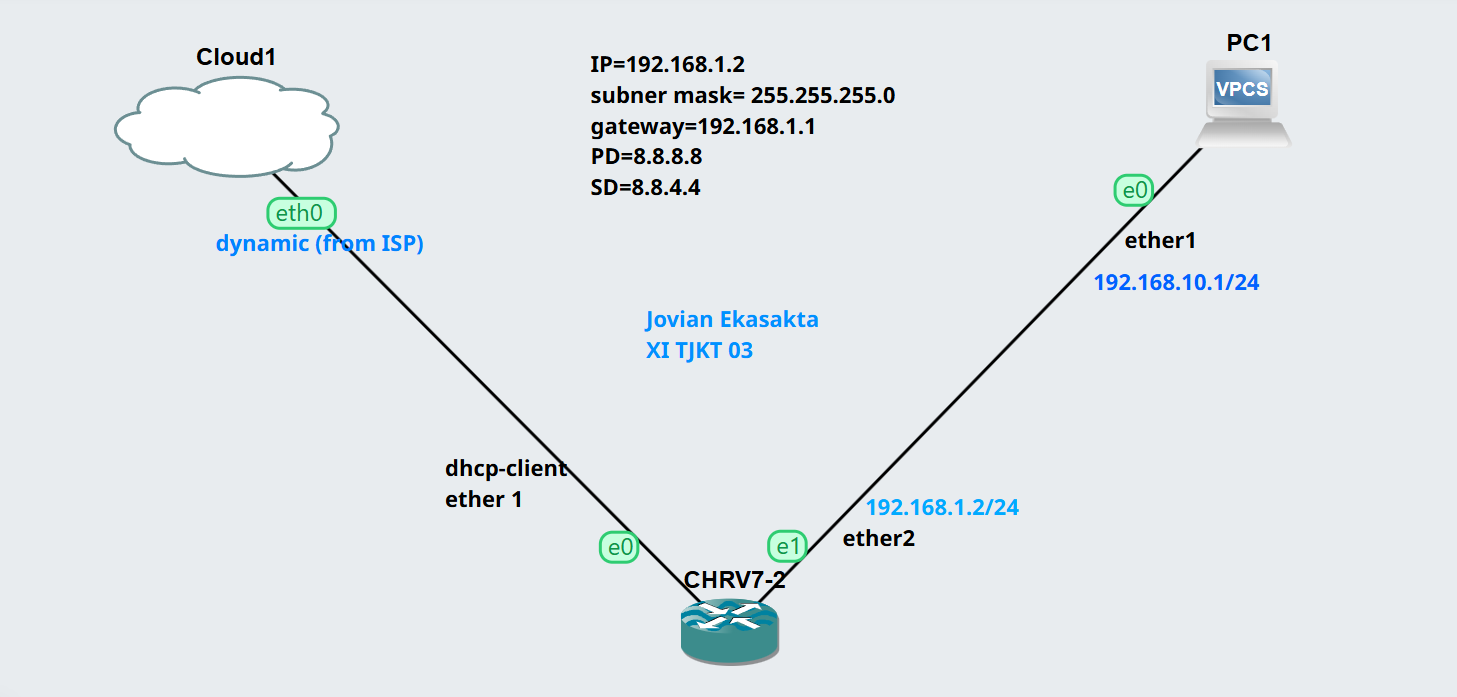 Cloud1
IP=192.168.1.2
subner mask= 255.255.255.0
gateway=192.168.1.1
PD=8.8.8.8
SD=8.8.4.4
PC1
VPCS
eth0
dynamic (from ISP)
e0
ether1
192.168.10.1/24
Jovian Ekasakta
XI TJKT 03
dhcp-client
ether 1
e0
192.168.1.2/24
ether2
e1
CHRV7-2